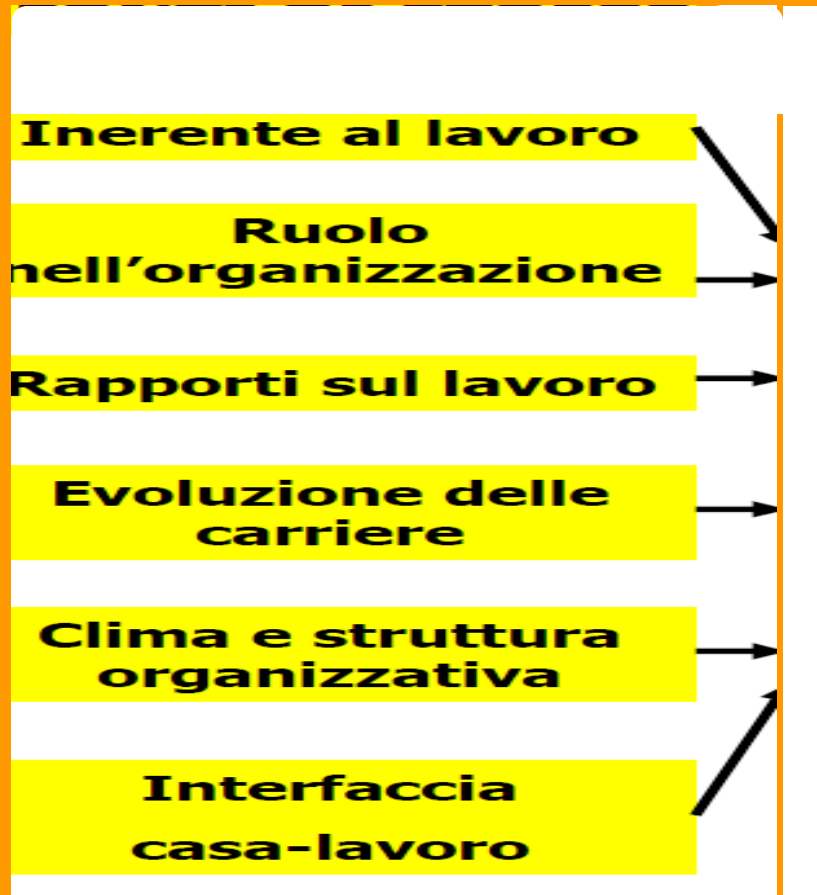 Inerente al lavoro
Ruolo
nell'organizzazione
Rapporti sul lavoro
Evoluzione delle
carriere
Clima e struttura
organizzativa
Interfaccia
casa-lavoro